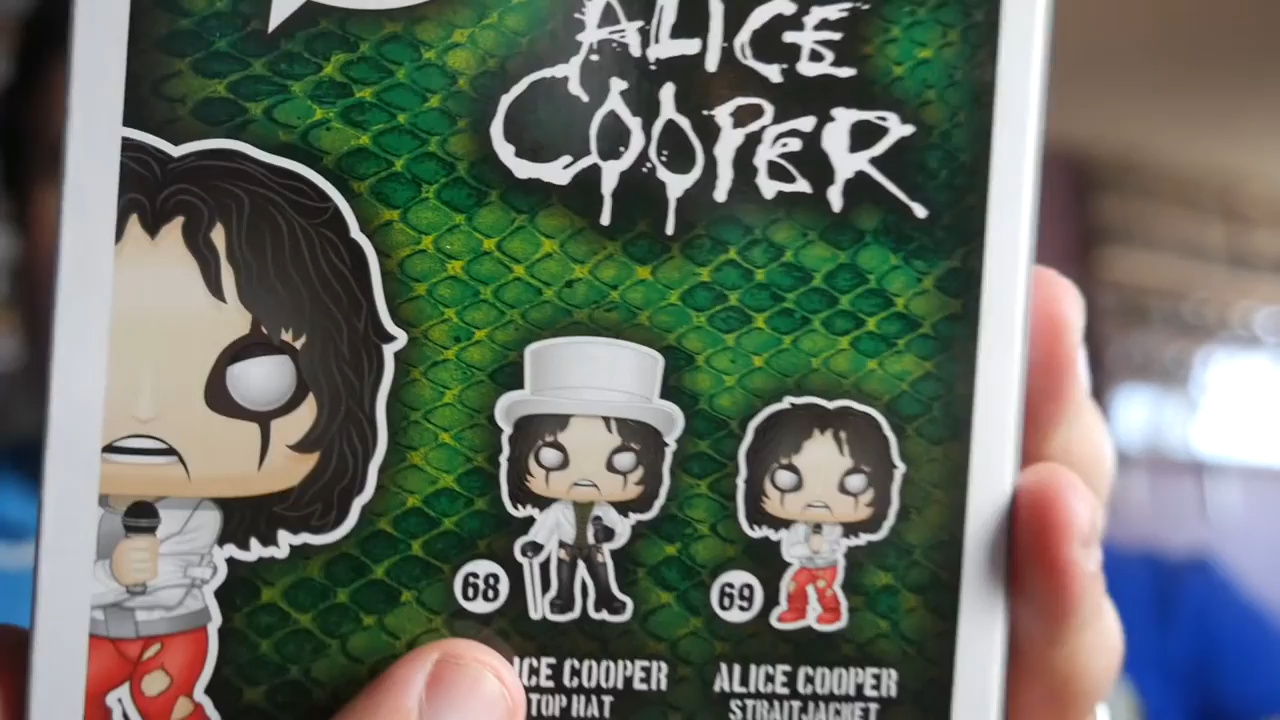 ALICE
COOPER
68
69
ICE COOPER
TOP HAT
ALICE COOPER
STRAITJACKET